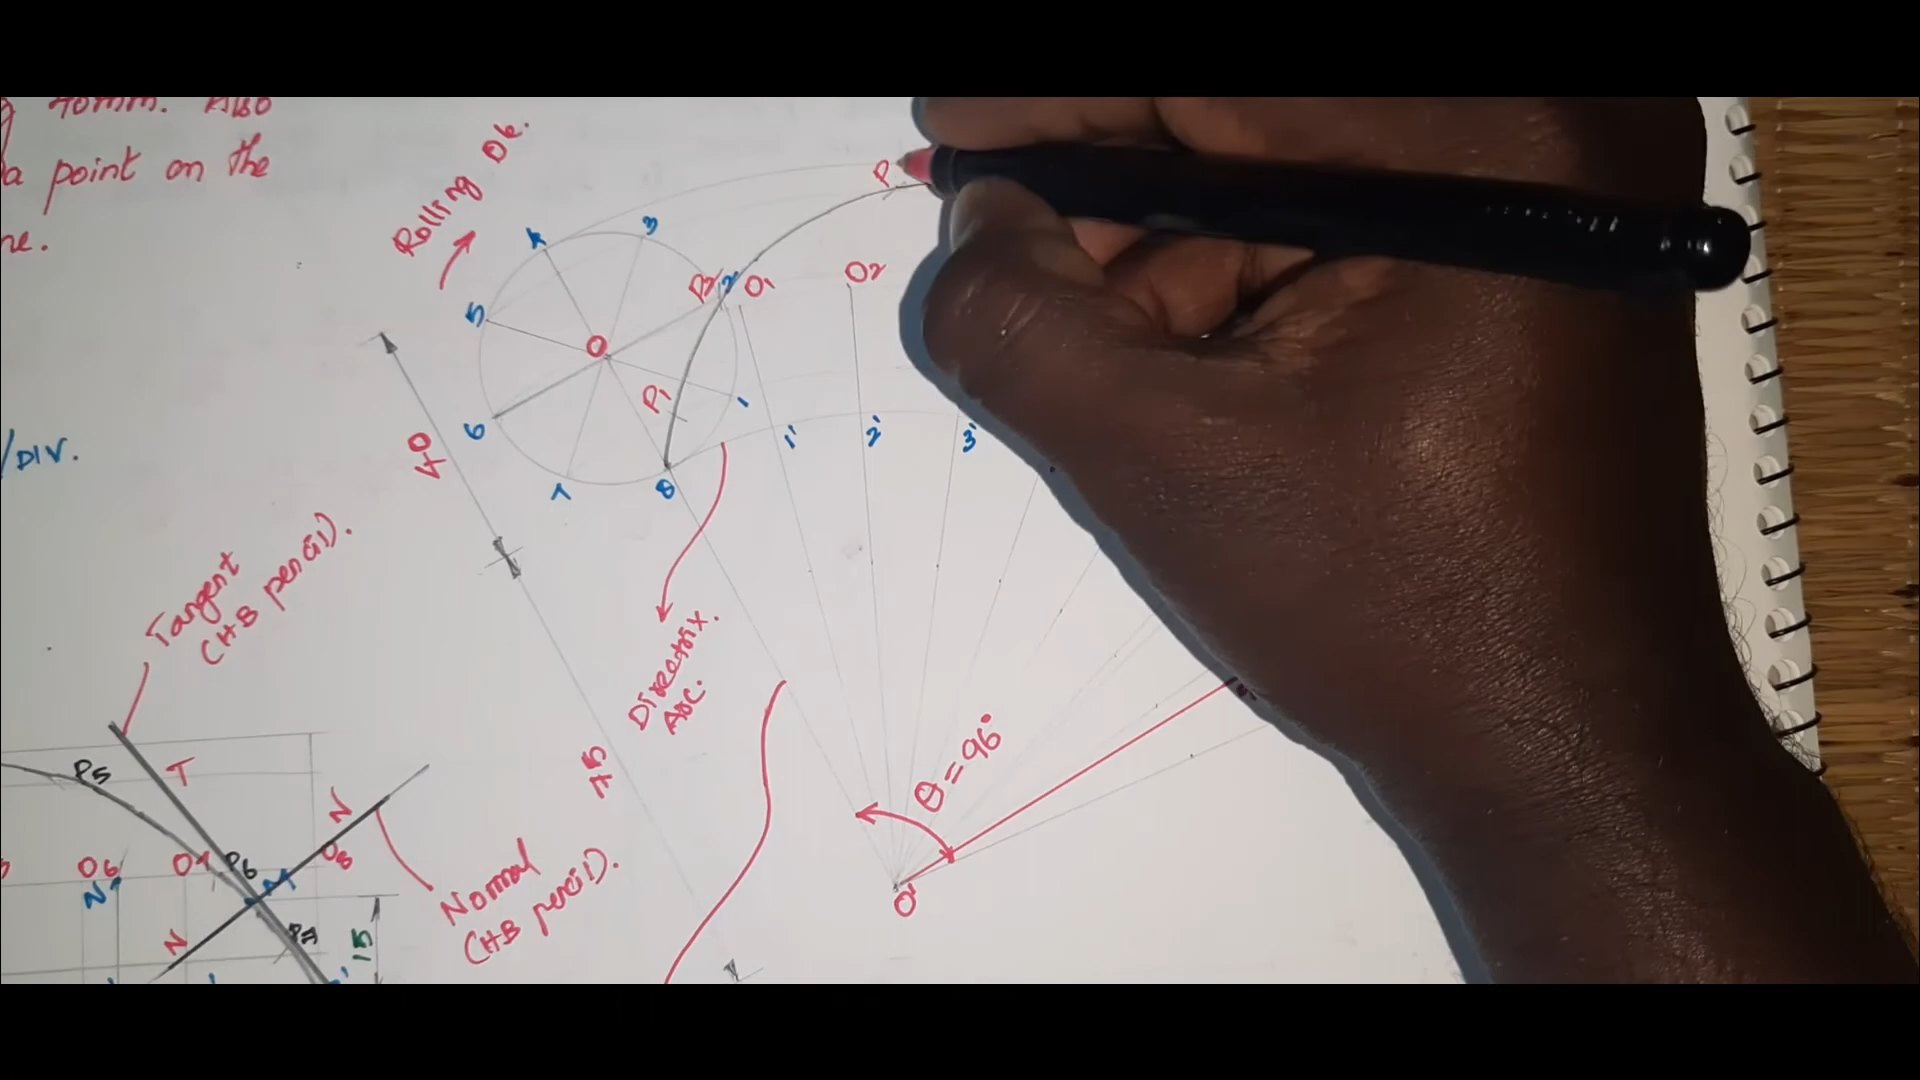 40mm. Also
a point on the
ne.
/DIV.
Rolling
4
3
5
O
6
7
8
1
P1
P2
2
O1
O2
P
1'
2'
3'
40
75
Directrix
Arc.
θ=96°
O'
Tangent
(HB pencil).
Normal
(HB pencil).
P5
T
N
O6
N'
O7
P6
M
O8
N
P7
15